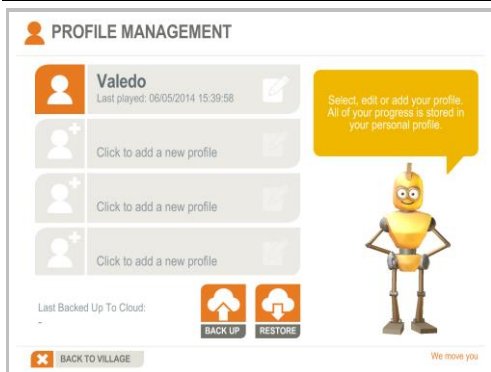 PROFILE MANAGEMENT
Valedo
Last played: 06/05/2014 15:39:58
Click to add a new profile
Click to add a new profile
Click to add a new profile
Select, edit or add your profile.
All of your progress is stored in
your personal profile.
Last Backed Up To Cloud:
-
BACK UP
RESTORE
BACK TO VILLAGE
We move you